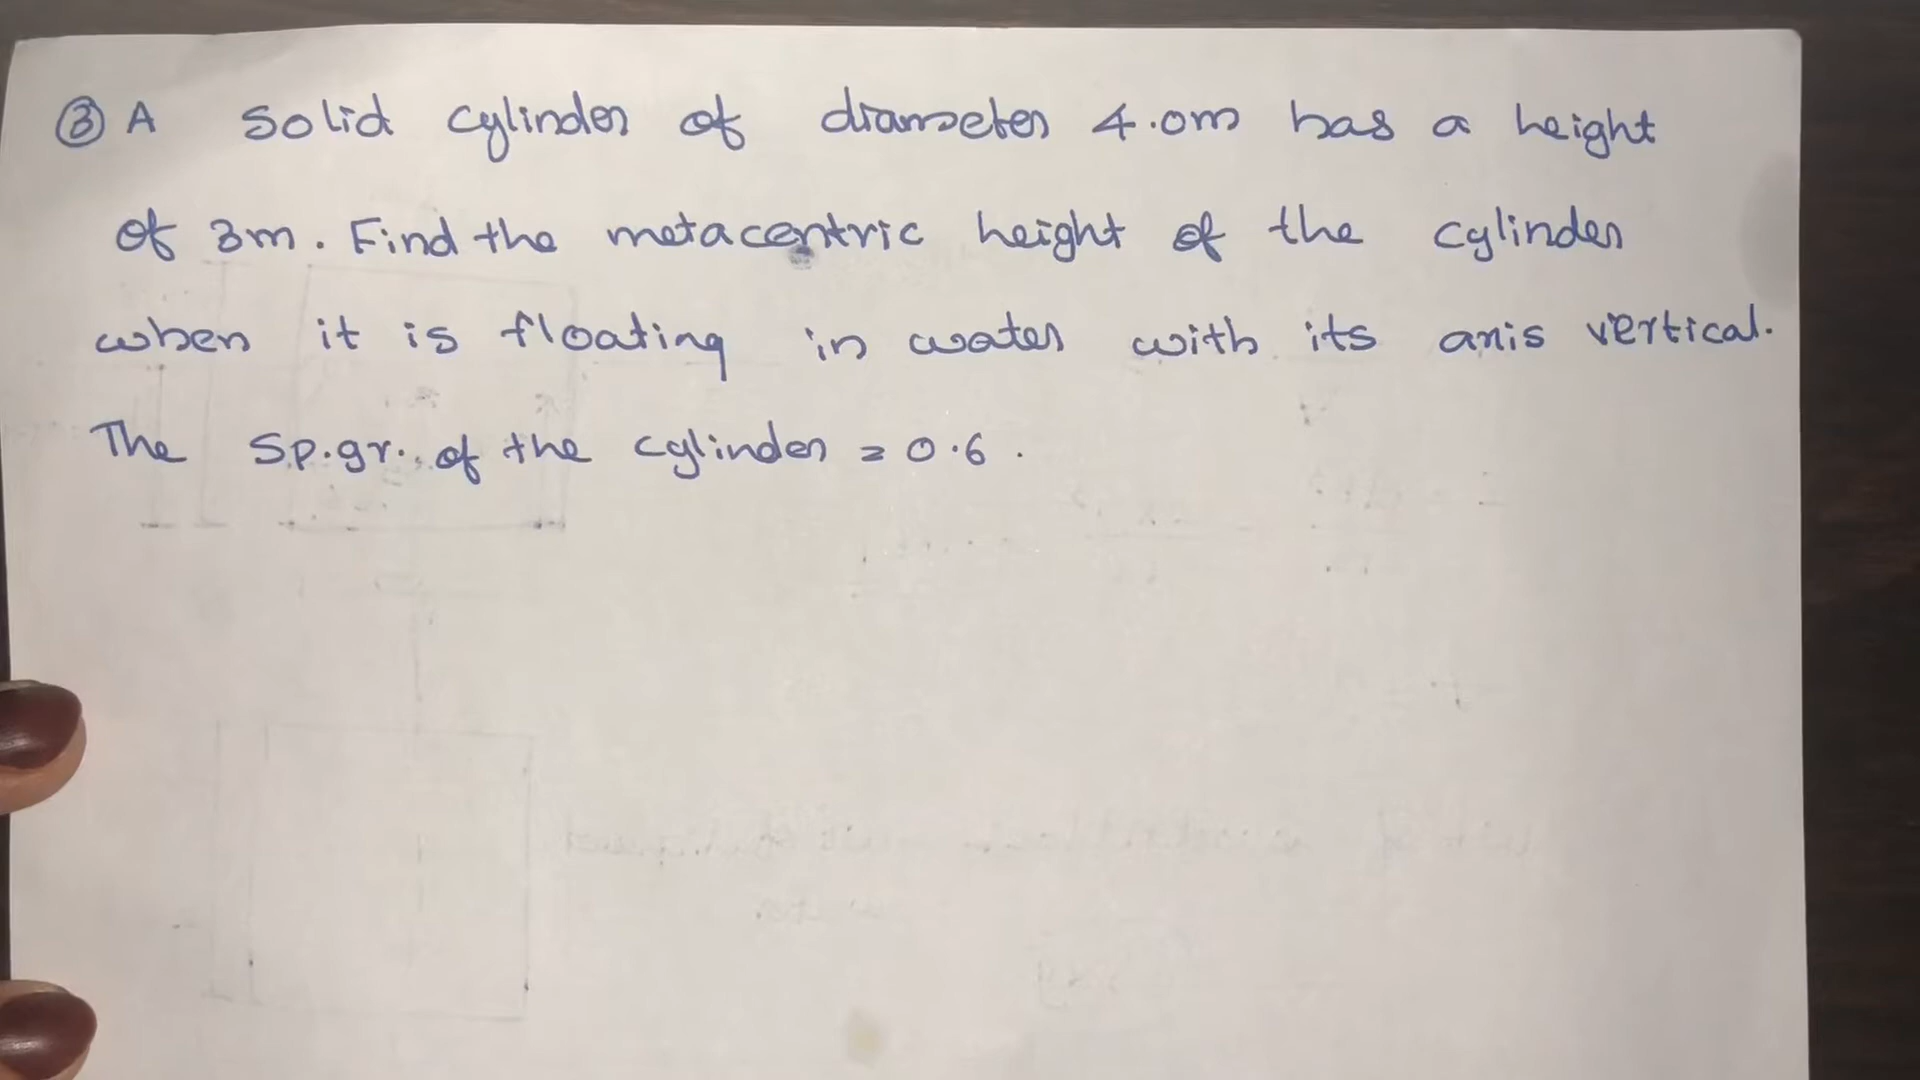 ③ A solid cylinder of diameter 4.0m has a height
of 3m. Find the metacentric height of the cylinder
when it is floating in water with its axis vertical.
The Sp.gr. of the cylinder = 0.6.